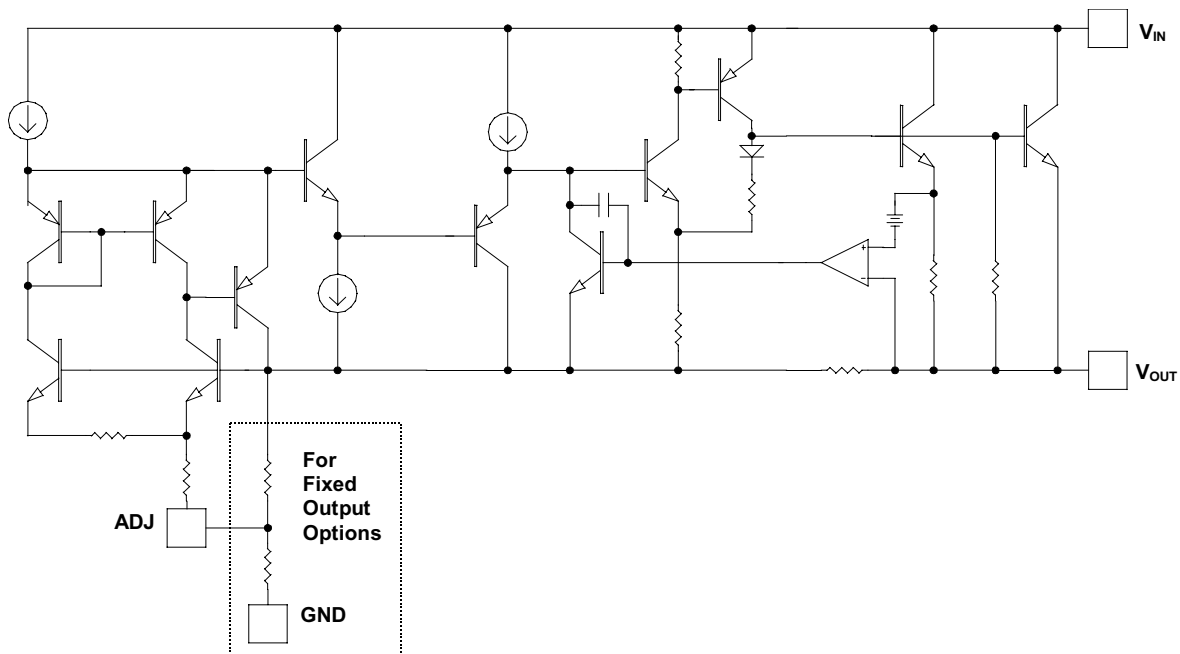 VIN
VOUT
For
Fixed
Output
Options
ADJ
GND
+
-